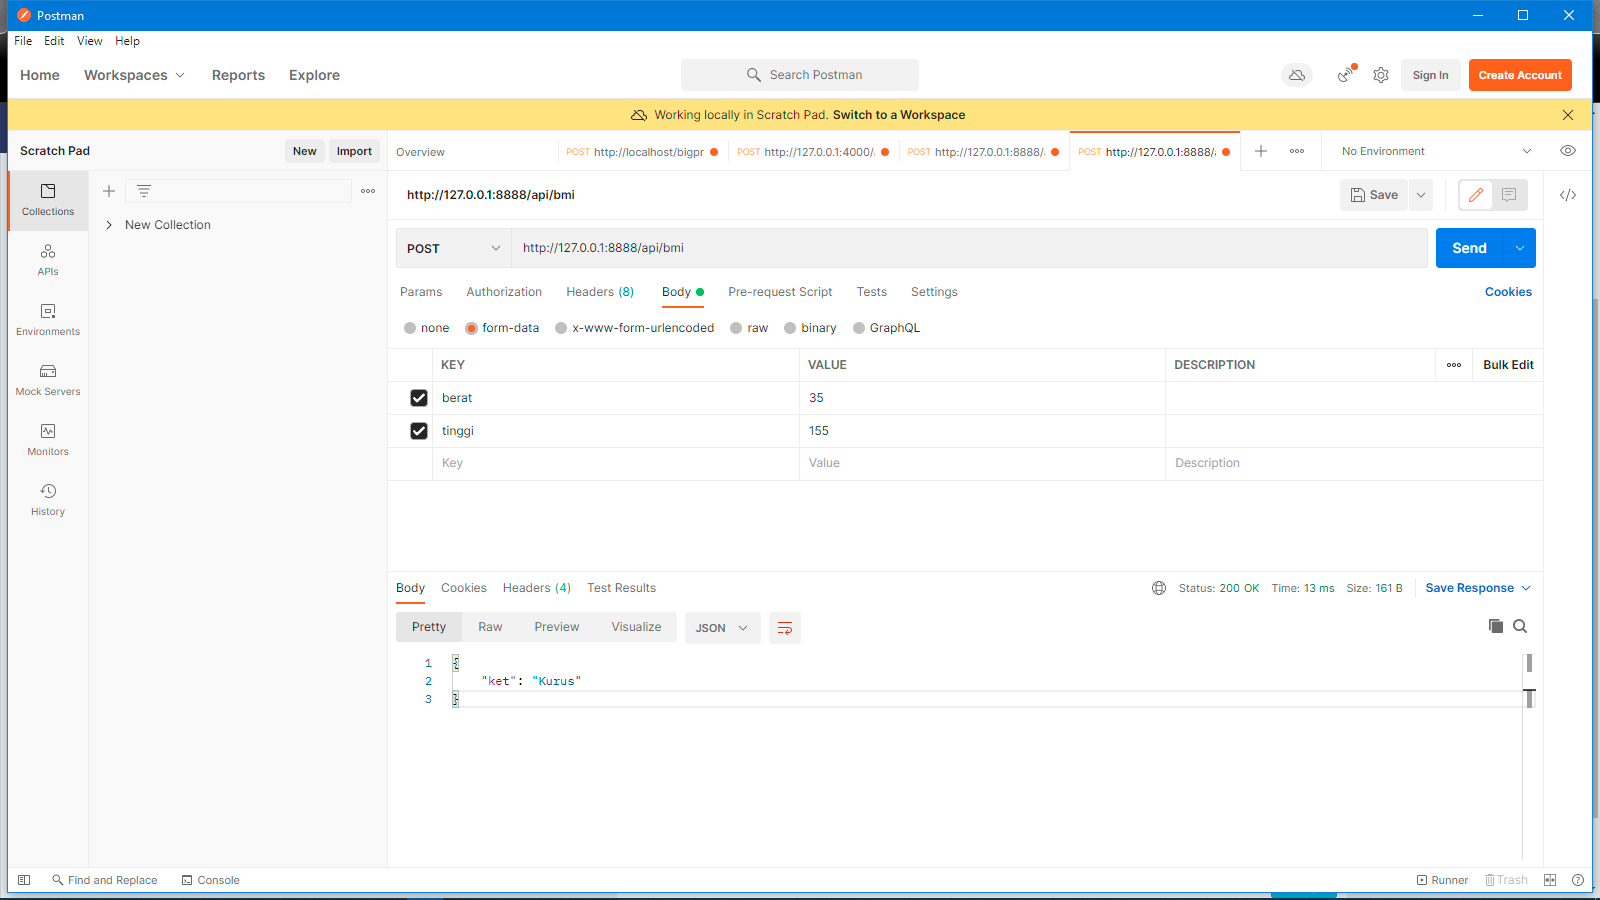 Postman
File Edit View Help
Home Workspaces Reports Explore
Search Postman
Sign In
Create Account
Working locally in Scratch Pad. Switch to a Workspace
Scratch Pad
New Import
Overview
POST http://localhost/bigpr
POST http://127.0.0.1:4000/
POST http://127.0.0.1:8888/
POST http://127.0.0.1:8888/
No Environment
Collections
APIs
Environments
Mock Servers
Monitors
History
New Collection
http://127.0.0.1:8888/api/bmi
Save
POST http://127.0.0.1:8888/api/bmi
Send
Params Authorization Headers (8) Body Pre-request Script Tests Settings Cookies
none form-data x-www-form-urlencoded raw binary GraphQL
KEY VALUE DESCRIPTION Bulk Edit
berat 35
tinggi 155
Key Value Description
Body Cookies Headers (4) Test Results
Status: 200 OK Time: 13 ms Size: 161 B Save Response
Pretty Raw Preview Visualize JSON
1 {
2 "ket": "Kurus"
3 }
Find and Replace Console
Runner Trash